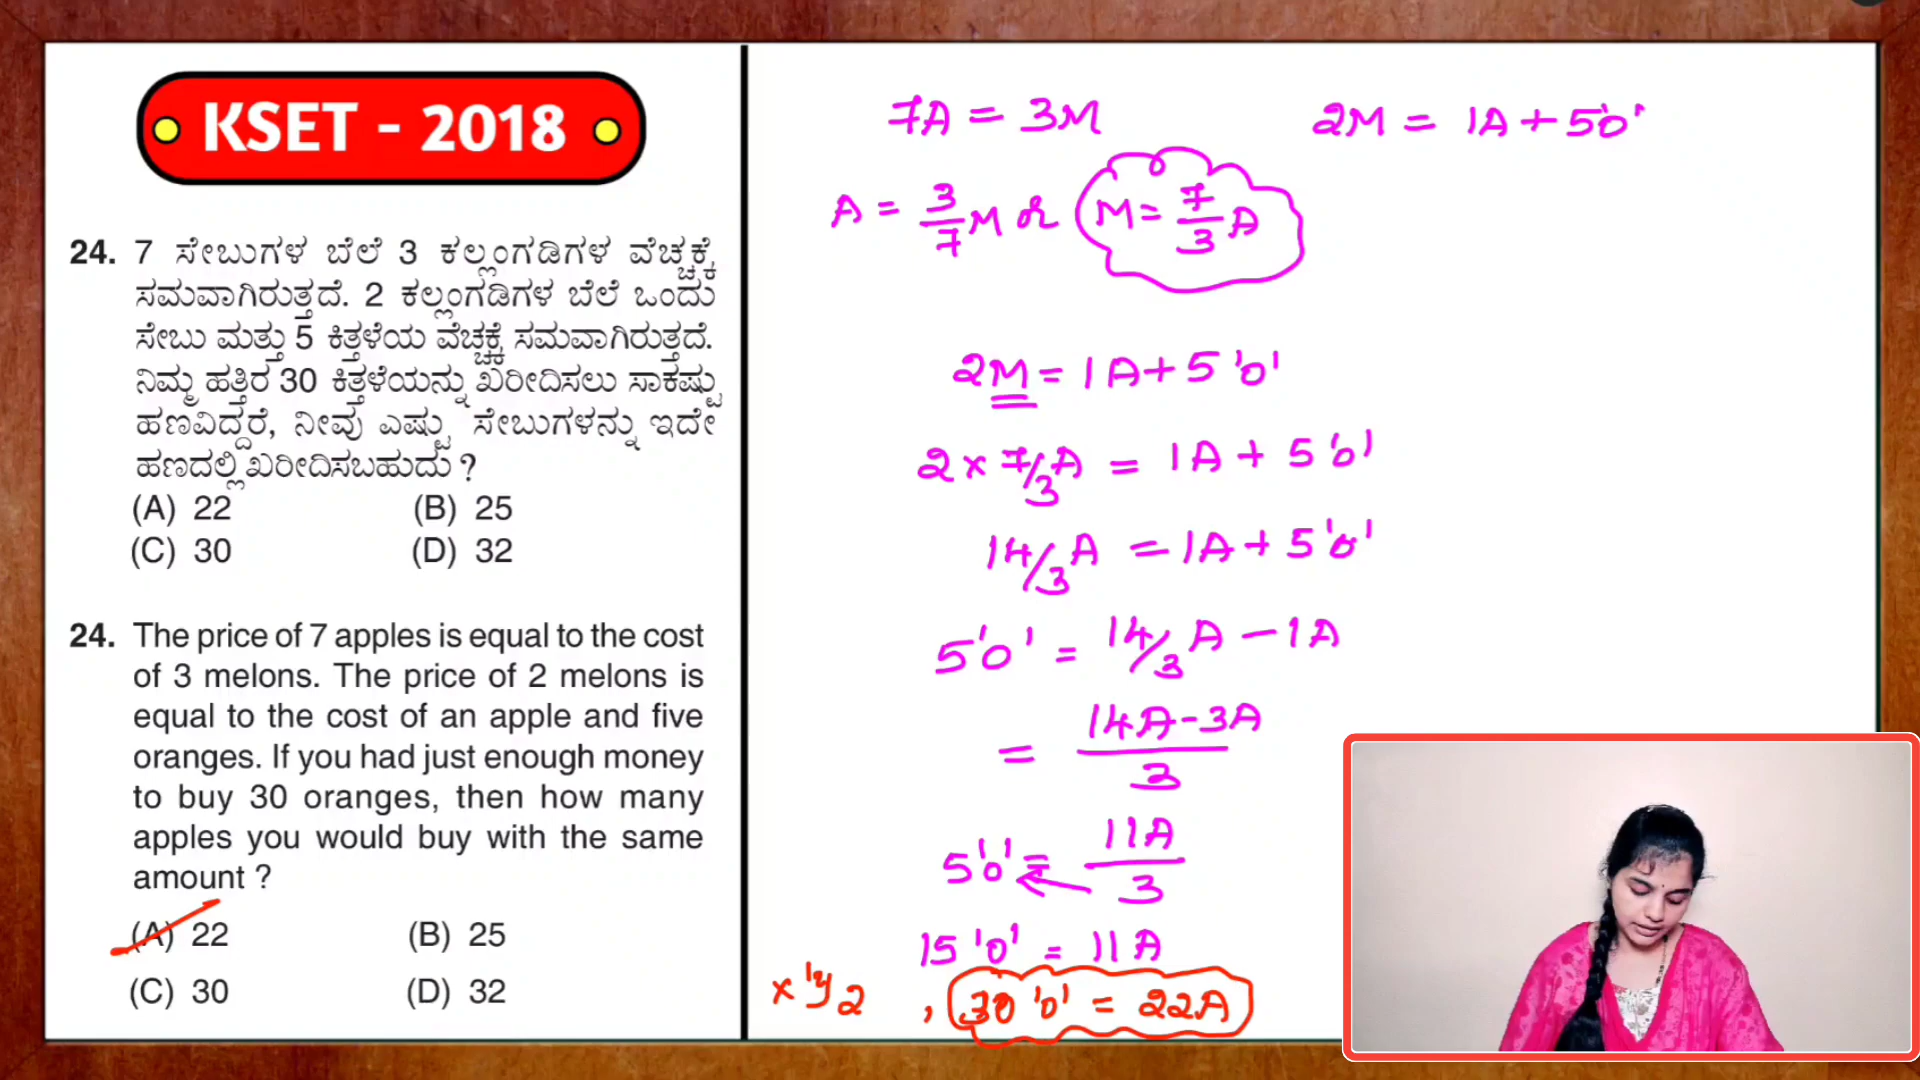 KSET - 2018
24. 7 ಸೇಬುಗಳ ಬೆಲೆ 3 ಕಲ್ಲಂಗಡಿಗಳ ವೆಚ್ಚಕ್ಕೆ
ಸಮವಾಗಿರುತ್ತದೆ. 2 ಕಲ್ಲಂಗಡಿಗಳ ಬೆಲೆ ಒಂದು
ಸೇಬು ಮತ್ತು 5 ಕಿತ್ತಳೆಯ ವೆಚ್ಚಕ್ಕೆ ಸಮವಾಗಿರುತ್ತದೆ.
ನಿಮ್ಮ ಹತ್ತಿರ 30 ಕಿತ್ತಳೆಯನ್ನು ಖರೀದಿಸಲು ಸಾಕಷ್ಟು
ಹಣವಿದ್ದರೆ, ನೀವು ಎಷ್ಟು ಸೇಬುಗಳನ್ನು ಇದೇ
ಹಣದಲ್ಲಿ ಖರೀದಿಸಬಹುದು ?
(A) 22 (B) 25
(C) 30 (D) 32
24. The price of 7 apples is equal to the cost
of 3 melons. The price of 2 melons is
equal to the cost of an apple and five
oranges. If you had just enough money
to buy 30 oranges, then how many
apples you would buy with the same
amount ?
(A) 22 (B) 25
(C) 30 (D) 32
7A = 3M 2M = 1A + 5'0'
A = 3/7 M or M = 7/3 A
2M = 1A + 5'0'
2 × 7/3 A = 1A + 5'0'
14/3 A = 1A + 5'0'
5'0' = 14/3 A - 1A
= 14A - 3A / 3
5'0' = 11A / 3
15'0' = 11A
, 30'0' = 22A